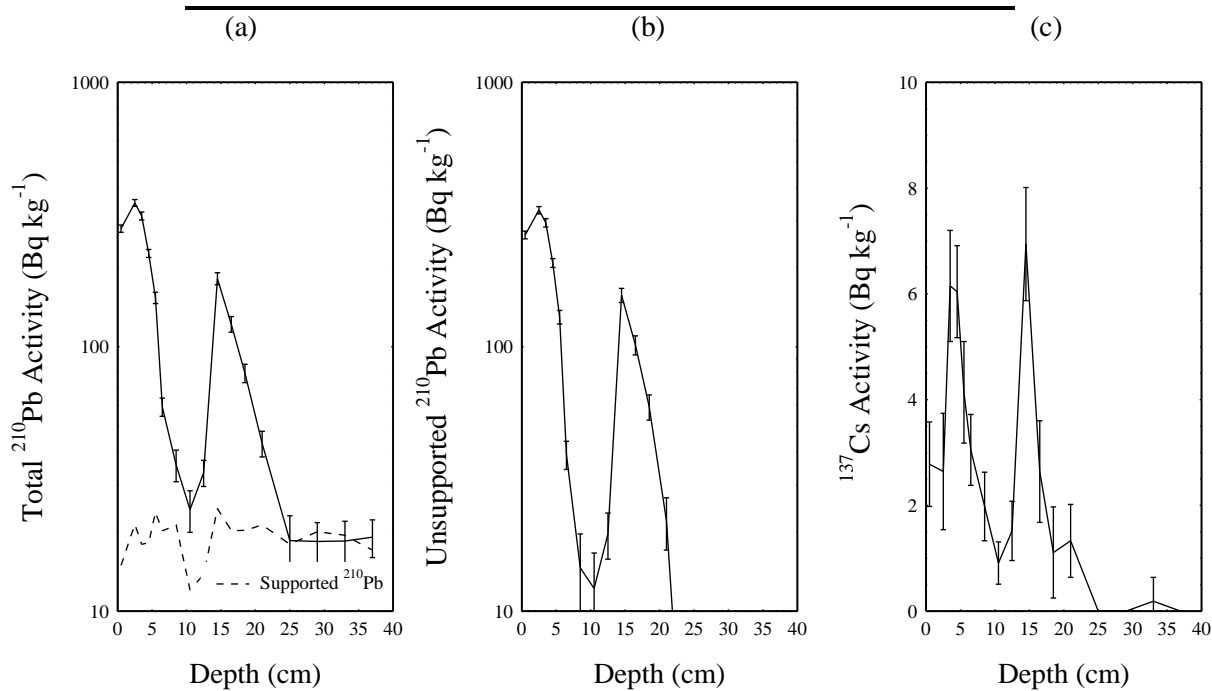 (a) (b) (c)
1000
100
10
0 5 10 15 20 25 30 35 40
Total ²¹⁰Pb Activity (Bq kg⁻¹)
Depth (cm)
Supported ²¹⁰Pb
1000
100
10
0 5 10 15 20 25 30 35 40
Unsupported ²¹⁰Pb Activity (Bq kg⁻¹)
Depth (cm)
10
8
6
4
2
0
0 5 10 15 20 25 30 35 40
¹³⁷Cs Activity (Bq kg⁻¹)
Depth (cm)